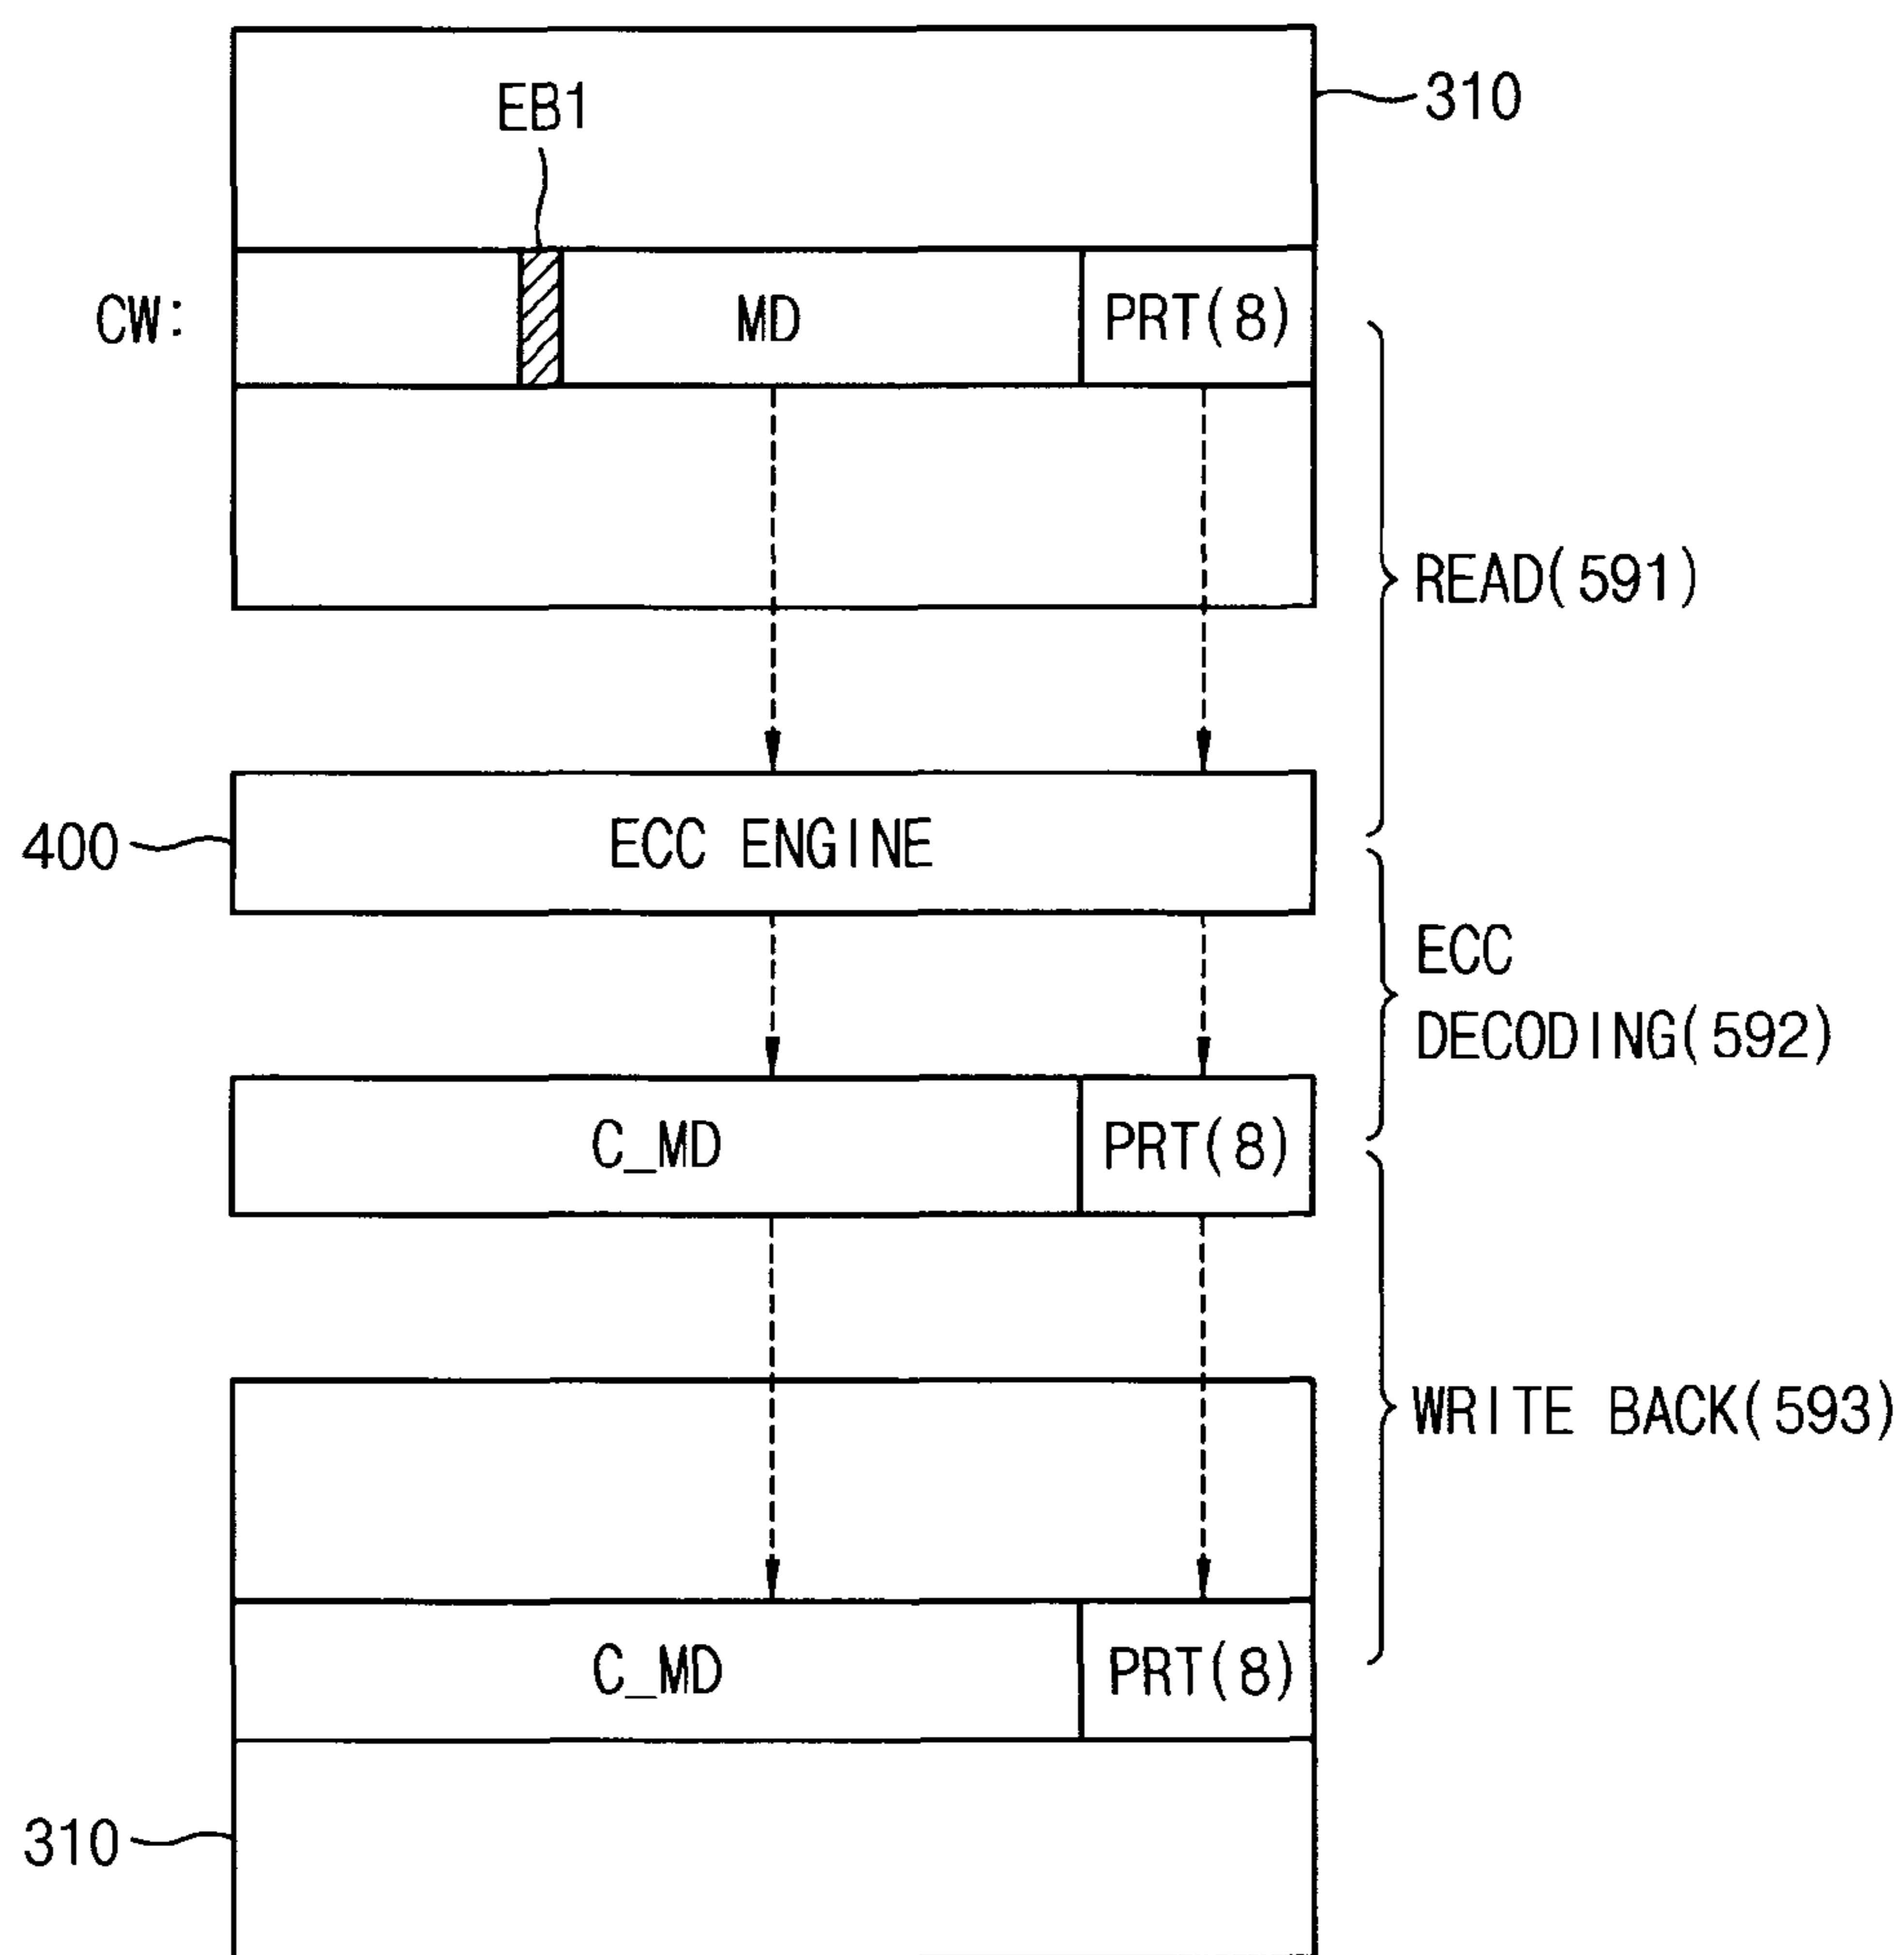 310
EB1
CW:
MD
PRT(8)
READ(591)
400
ECC ENGINE
ECC
DECODING(592)
C_MD
PRT(8)
WRITE BACK(593)
C_MD
PRT(8)
310